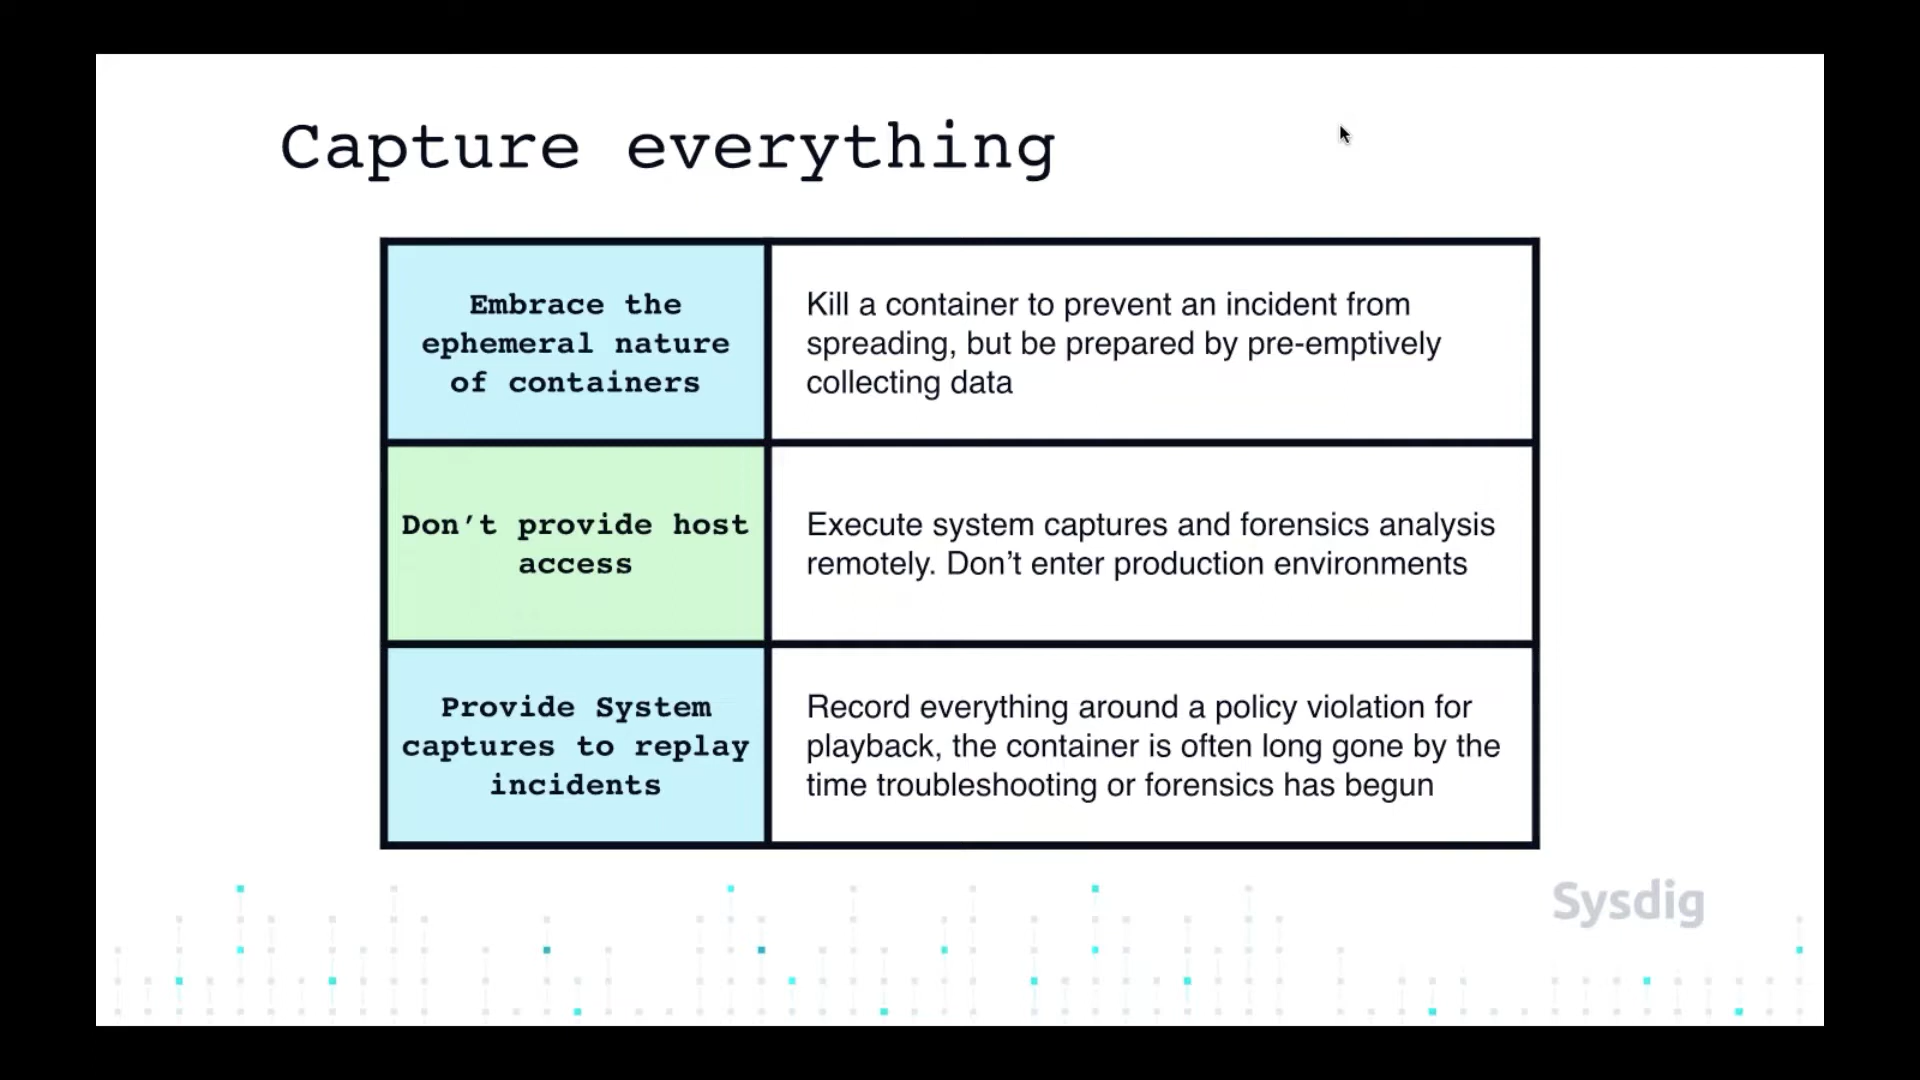 Capture everything
Embrace the
ephemeral nature
of containers
Kill a container to prevent an incident from
spreading, but be prepared by pre-emptively
collecting data
Don’t provide host
access
Execute system captures and forensics analysis
remotely. Don’t enter production environments
Provide System
captures to replay
incidents
Record everything around a policy violation for
playback, the container is often long gone by the
time troubleshooting or forensics has begun
Sysdig